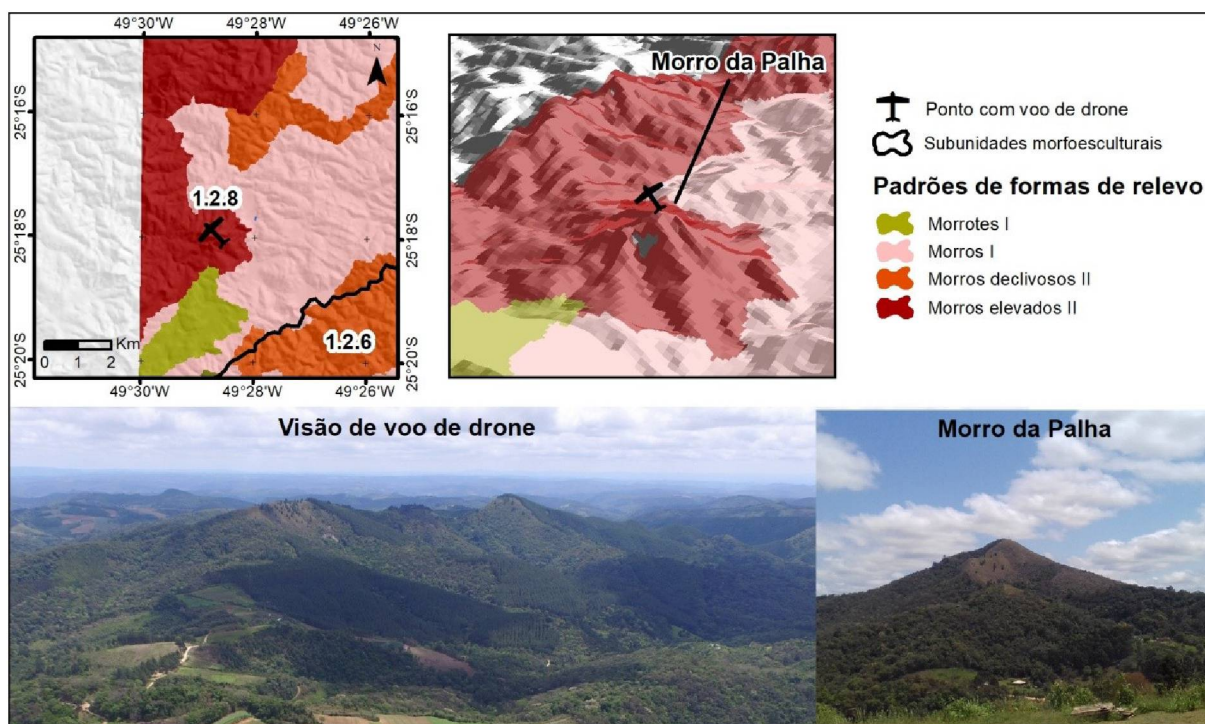 49°30'W 49°28'W 49°26'W
N
25°16'S 25°16'S
1.2.8
25°18'S 25°18'S
1.2.6
Km
0 1 2
25°20'S 25°20'S
49°30'W 49°28'W 49°26'W
Morro da Palha
Ponto com voo de drone
Subunidades morfoesculturais
Padrões de formas de relevo
Morrotes I
Morros I
Morros declivosos II
Morros elevados II
Visão de voo de drone
Morro da Palha